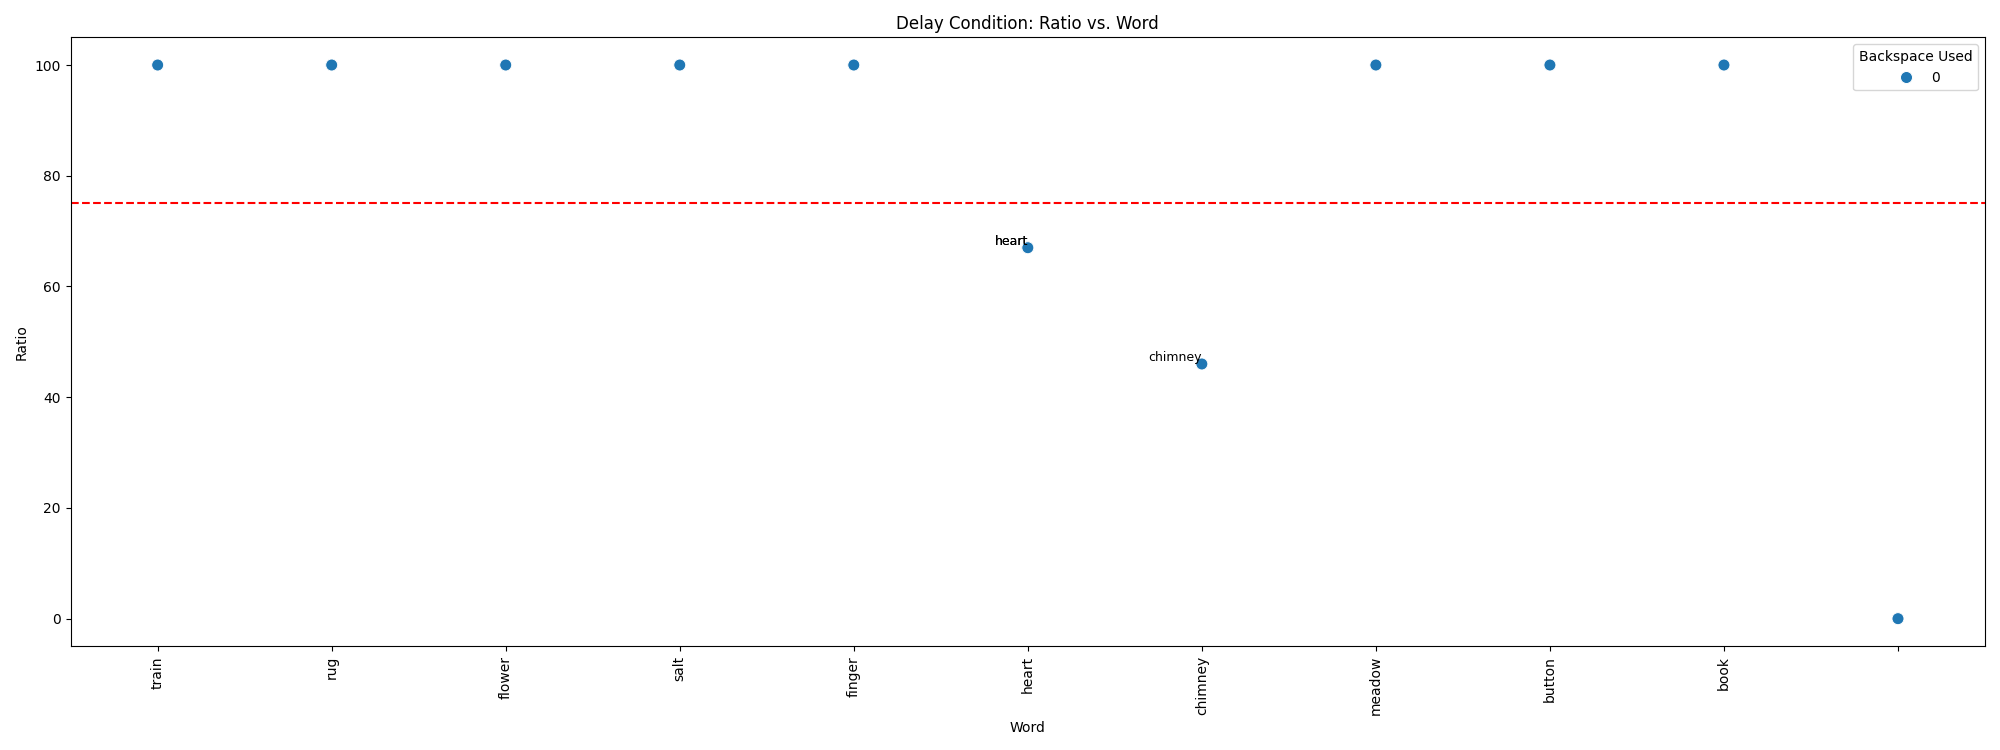 Delay Condition: Ratio vs. Word
Backspace Used
0
100
80
60
40
20
0
Ratio
heart
chimney
train
rug
flower
salt
finger
heart
chimney
meadow
button
book
Word